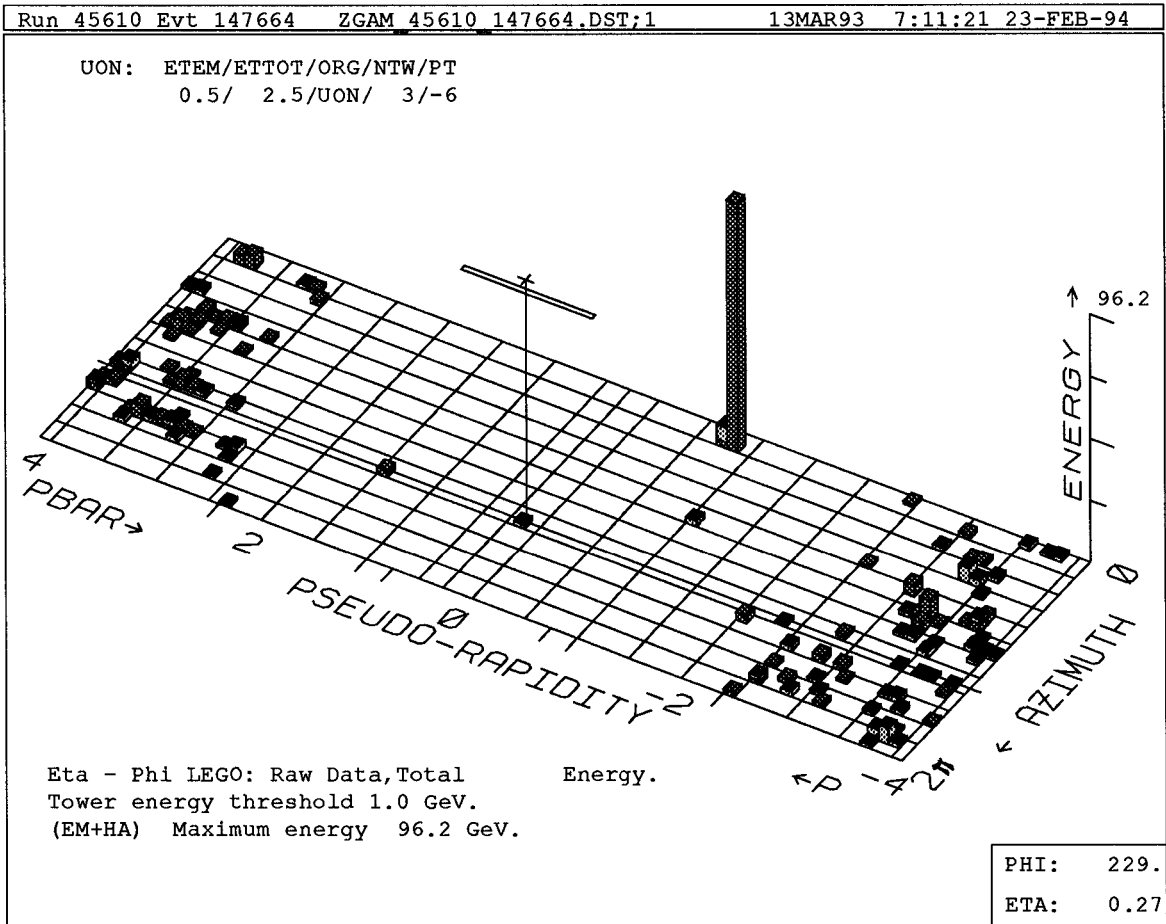 Run 45610 Evt 147664 ZGAM_45610_147664.DST;1 13MAR93 7:11:21 23-FEB-94
UON: ETEM/ETTOT/ORG/NTW/PT
0.5/ 2.5/UON/ 3/-6
→ 96.2
ENERGY
4
PBAR→
2
PSEUDO-RAPIDITY
0
-2
←P
-4
2π
← AZIMUTH
0
Eta - Phi LEGO: Raw Data,Total Energy.
Tower energy threshold 1.0 GeV.
(EM+HA) Maximum energy 96.2 GeV.
PHI: 229.
ETA: 0.27